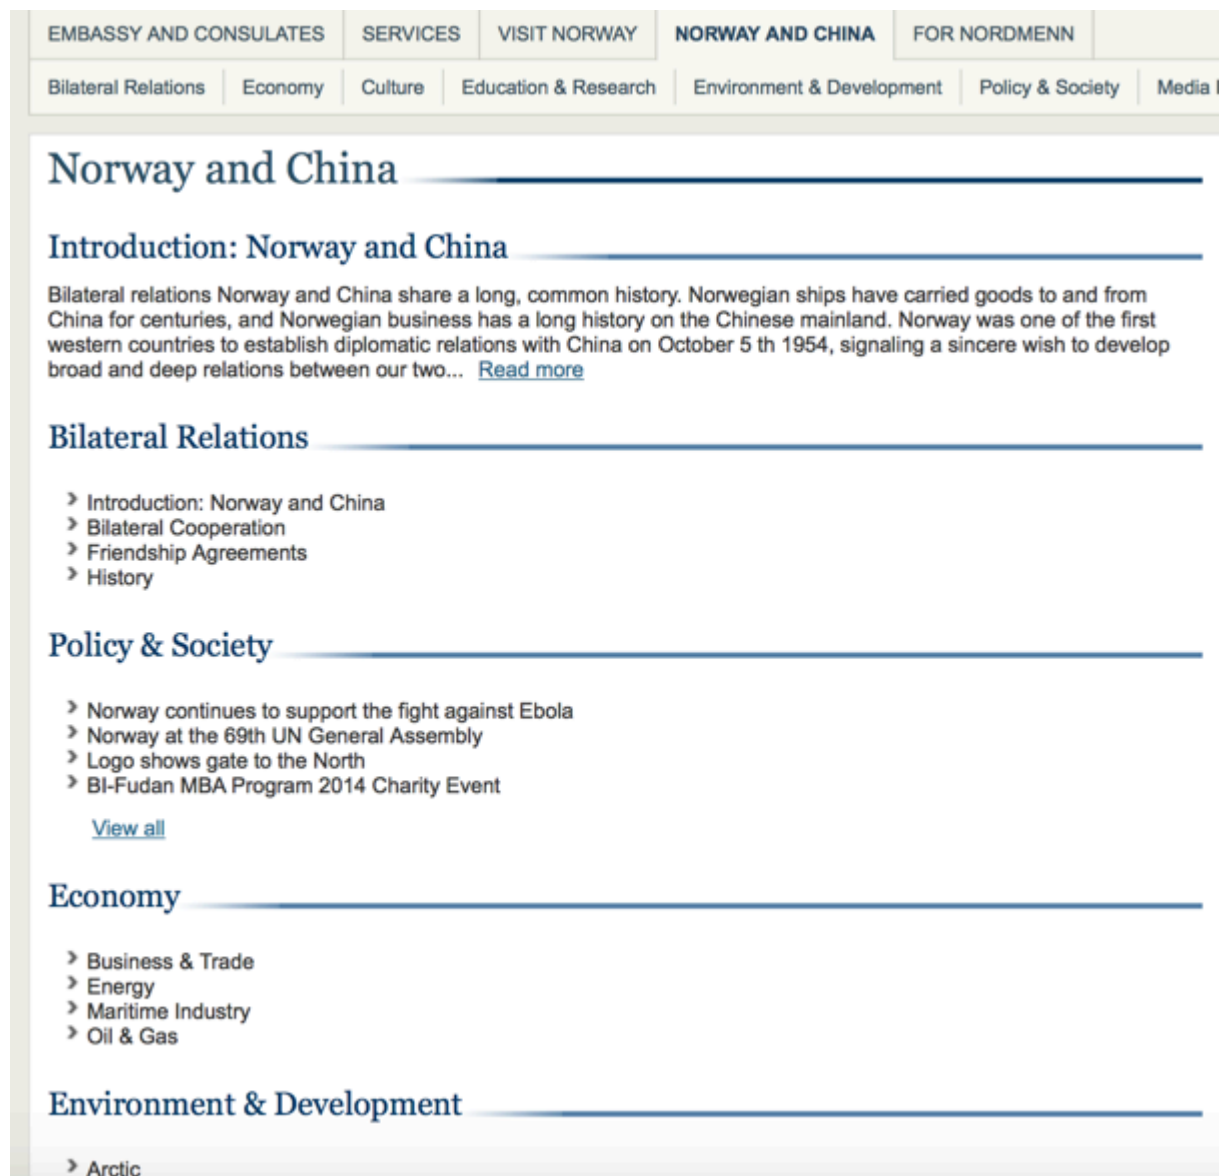 EMBASSY AND CONSULATES SERVICES VISIT NORWAY NORWAY AND CHINA FOR NORDMENN
Bilateral Relations Economy Culture Education & Research Environment & Development Policy & Society Media
Norway and China
Introduction: Norway and China
Bilateral relations Norway and China share a long, common history. Norwegian ships have carried goods to and from
China for centuries, and Norwegian business has a long history on the Chinese mainland. Norway was one of the first
western countries to establish diplomatic relations with China on October 5 th 1954, signaling a sincere wish to develop
broad and deep relations between our two... Read more
Bilateral Relations
Introduction: Norway and China
Bilateral Cooperation
Friendship Agreements
History
Policy & Society
Norway continues to support the fight against Ebola
Norway at the 69th UN General Assembly
Logo shows gate to the North
BI-Fudan MBA Program 2014 Charity Event
View all
Economy
Business & Trade
Energy
Maritime Industry
Oil & Gas
Environment & Development
Arctic